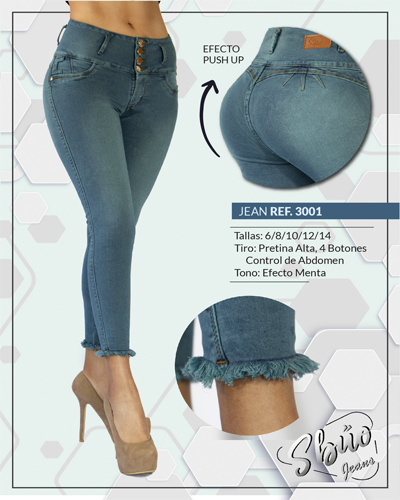 EFECTO
PUSH UP
JEAN REF. 3001
Tallas: 6/8/10/12/14
Tiro: Pretina Alta, 4 Botones
Control de Abdomen
Tono: Efecto Menta
Sbüo
Jeans